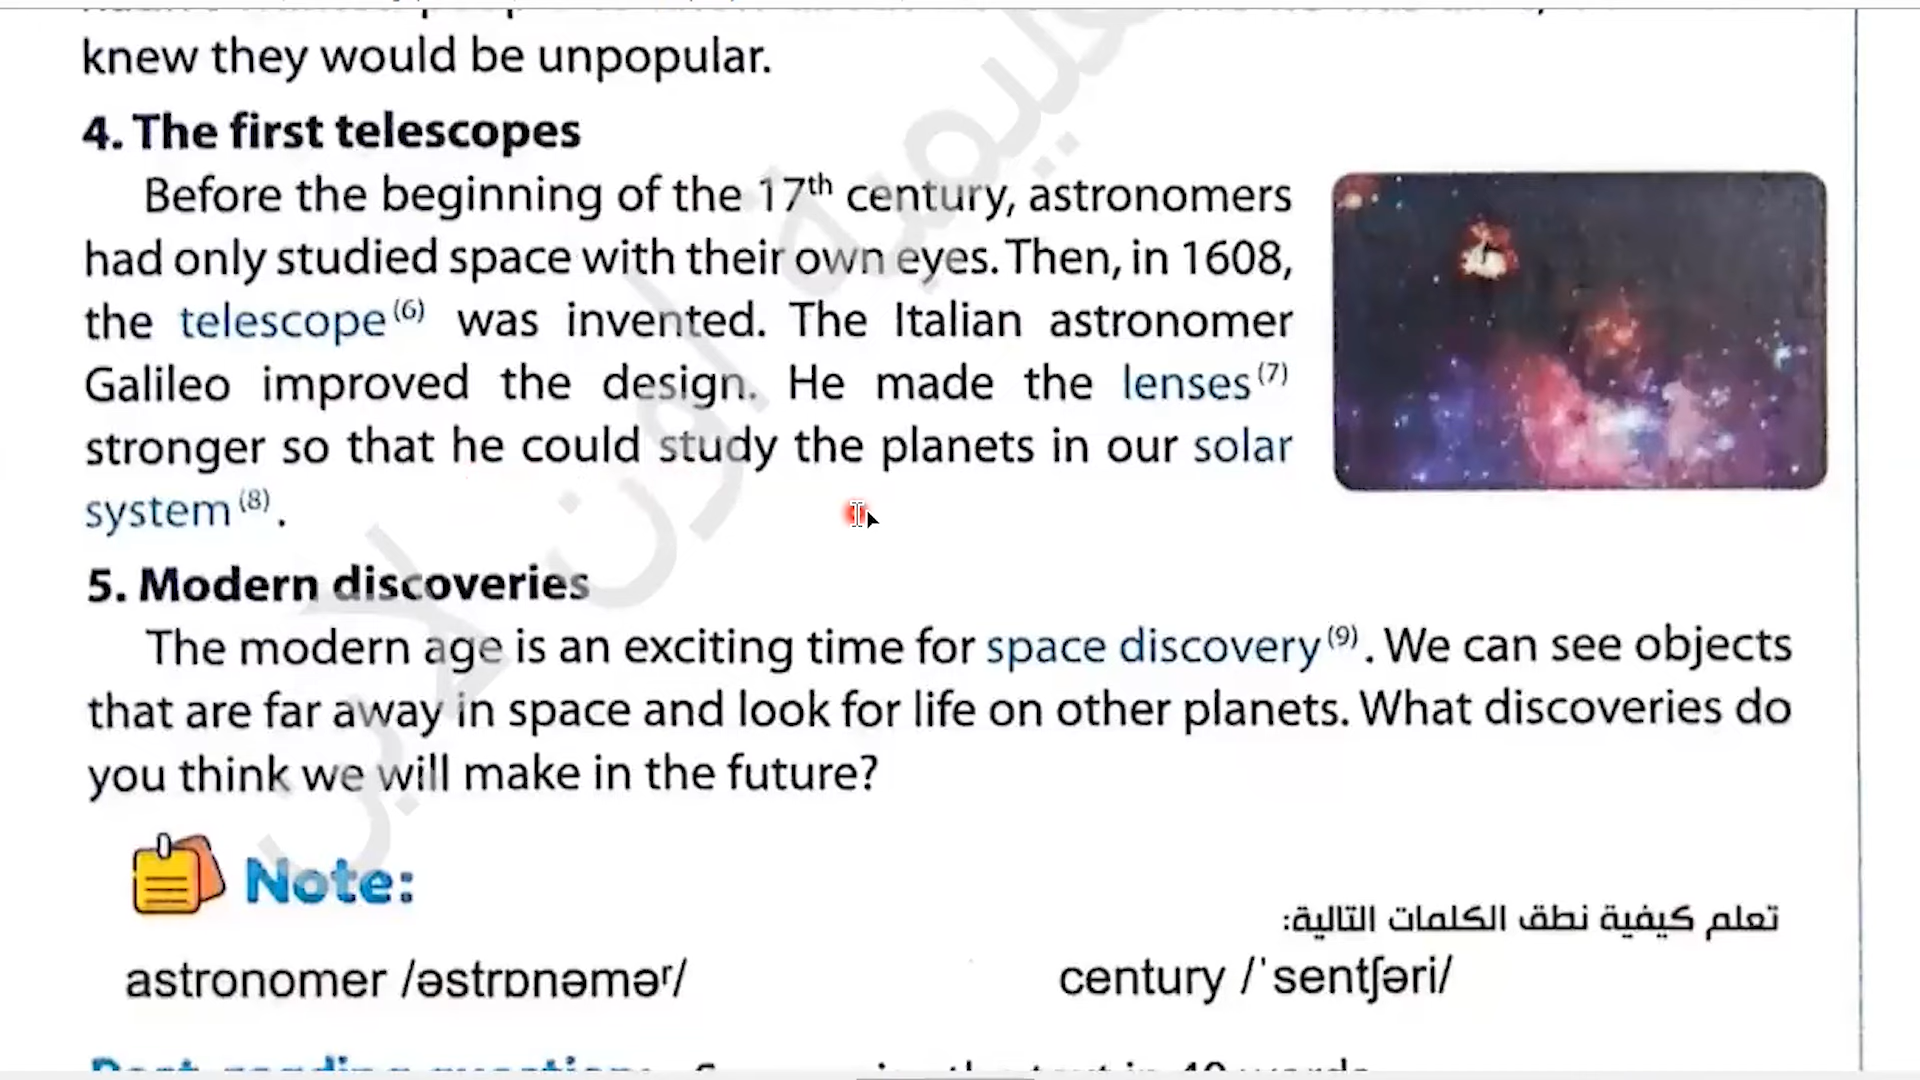 knew they would be unpopular.
4. The first telescopes
Before the beginning of the 17th century, astronomers
had only studied space with their own eyes. Then, in 1608,
the telescope(6) was invented. The Italian astronomer
Galileo improved the design. He made the lenses(7)
stronger so that he could study the planets in our solar
system(8).
5. Modern discoveries
The modern age is an exciting time for space discovery(9). We can see objects
that are far away in space and look for life on other planets. What discoveries do
you think we will make in the future?
Note:
تعلم كيفية نطق الكلمات التالية:
astronomer /əstrɒnəməʳ/
century /ˈsentʃəri/